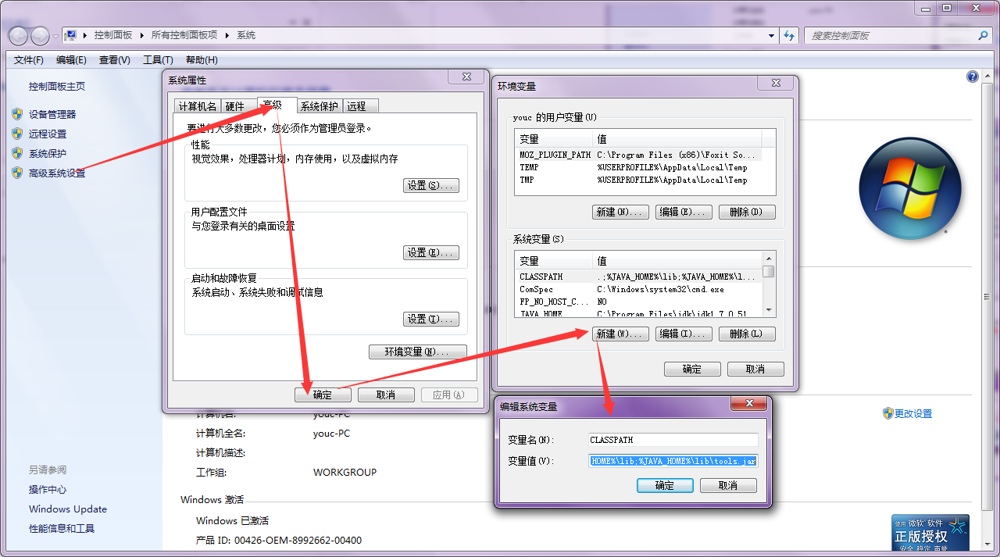 控制面板 所有控制面板项 系统
搜索控制面板
文件(F) 编辑(E) 查看(V) 工具(T) 帮助(H)
控制面板主页
设备管理器
远程设置
系统保护
高级系统设置
另请参阅
操作中心
Windows Update
性能信息和工具
系统属性
计算机名 硬件 高级 系统保护 远程
要进行大多数更改，您必须作为管理员登录。
性能
视觉效果，处理器计划，内存使用，以及虚拟内存
设置(S)...
用户配置文件
与您登录有关的桌面设置
设置(E)...
启动和故障恢复
系统启动、系统失败和调试信息
设置(T)...
环境变量(N)...
确定 取消 应用(A)
环境变量
youc 的用户变量(U)
变量 值
MOZ_PLUGIN_PATH C:\Program Files (x86)\Foxit So...
TEMP %USERPROFILE%\AppData\Local\Temp
TMP %USERPROFILE%\AppData\Local\Temp
新建(N)... 编辑(E)... 删除(D)
系统变量(S)
变量 值
CLASSPATH .;%JAVA_HOME%\lib;%JAVA_HOME%\l...
ComSpec C:\Windows\system32\cmd.exe
FP_NO_HOST_C... NO
JAVA_HOME C:\Program Files\jdk\jdk1.7.0_51
新建(W)... 编辑(I)... 删除(L)
确定 取消
编辑系统变量
变量名(N): CLASSPATH
变量值(V): HOME%\lib;%JAVA_HOME%\lib\tools.jar
确定 取消
计算机名: youc-PC
更改设置
计算机全名: youc-PC
计算机描述:
工作组: WORKGROUP
Windows 激活
Windows 已激活
产品 ID: 00426-OEM-8992662-00400
使用 微软 软件
正版授权
安全 稳定 声誉